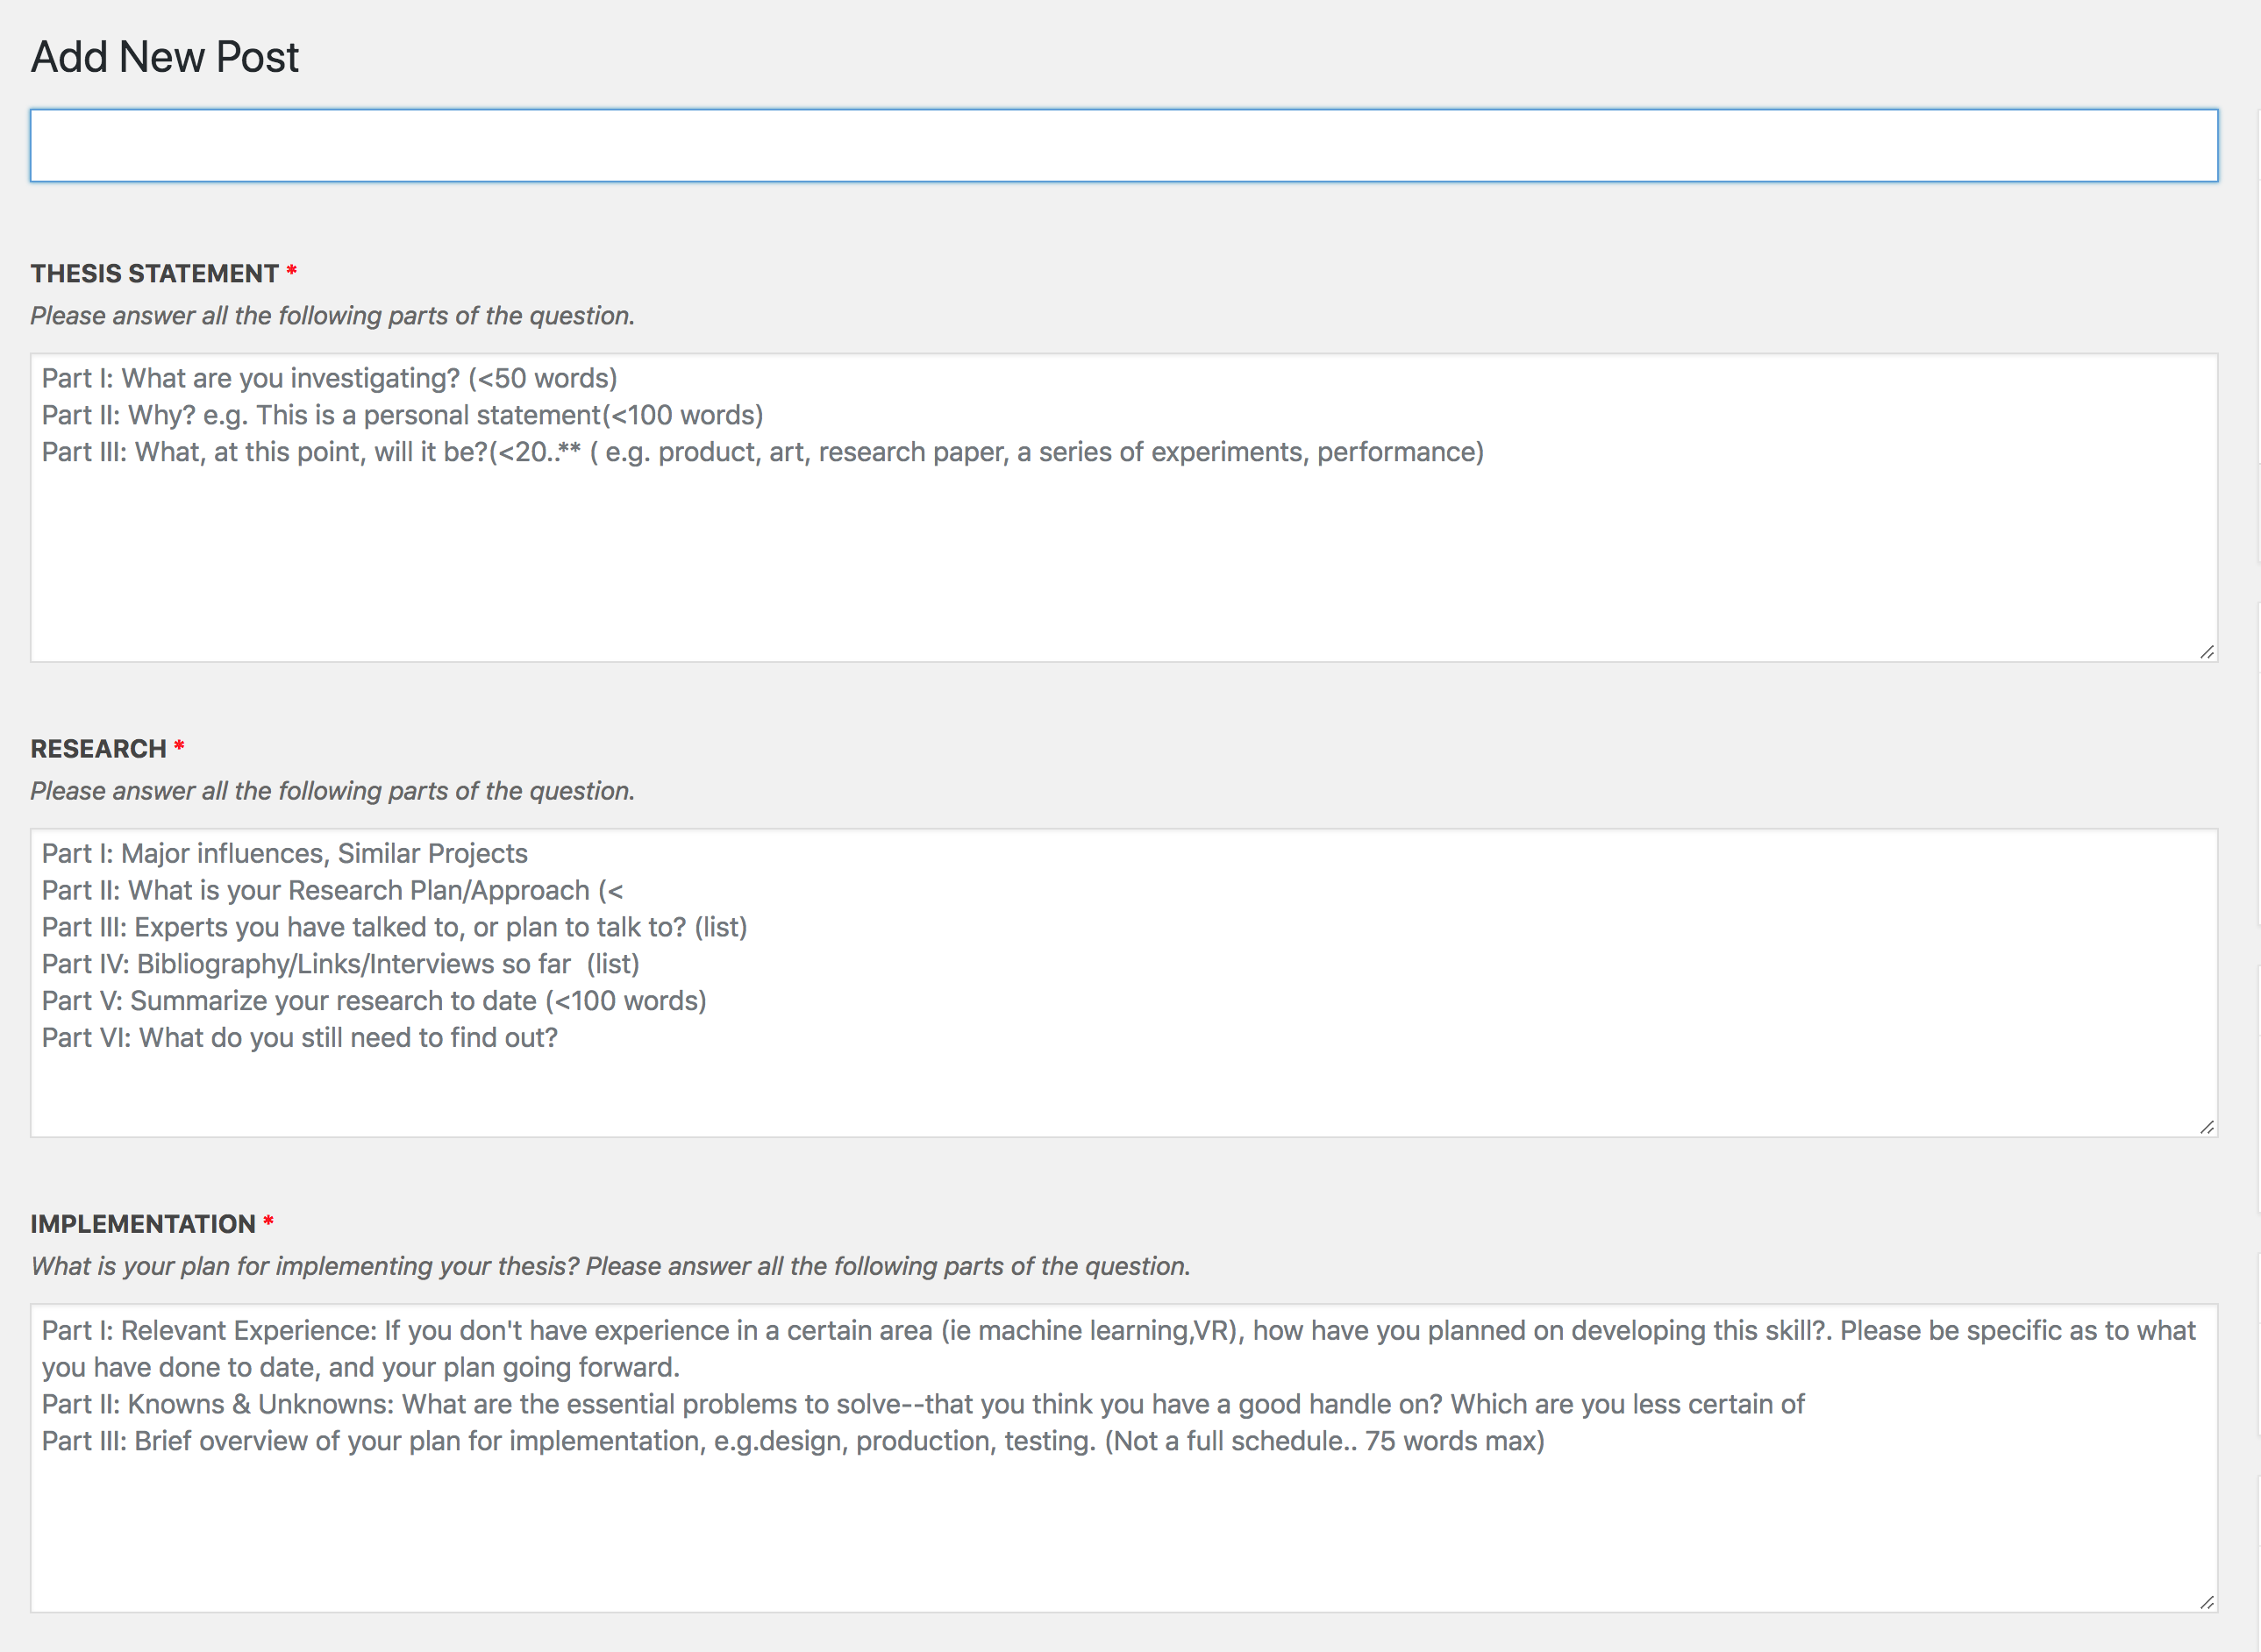 Add New Post
THESIS STATEMENT *
Please answer all the following parts of the question.
Part I: What are you investigating? (<50 words)
Part II: Why? e.g. This is a personal statement(<100 words)
Part III: What, at this point, will it be?(<20..** ( e.g. product, art, research paper, a series of experiments, performance)
RESEARCH *
Please answer all the following parts of the question.
Part I: Major influences, Similar Projects
Part II: What is your Research Plan/Approach (<
Part III: Experts you have talked to, or plan to talk to? (list)
Part IV: Bibliography/Links/Interviews so far  (list)
Part V: Summarize your research to date (<100 words)
Part VI: What do you still need to find out?
IMPLEMENTATION *
What is your plan for implementing your thesis? Please answer all the following parts of the question.
Part I: Relevant Experience: If you don't have experience in a certain area (ie machine learning,VR), how have you planned on developing this skill?. Please be specific as to what
you have done to date, and your plan going forward.
Part II: Knowns & Unknowns: What are the essential problems to solve--that you think you have a good handle on? Which are you less certain of
Part III: Brief overview of your plan for implementation, e.g.design, production, testing. (Not a full schedule.. 75 words max)